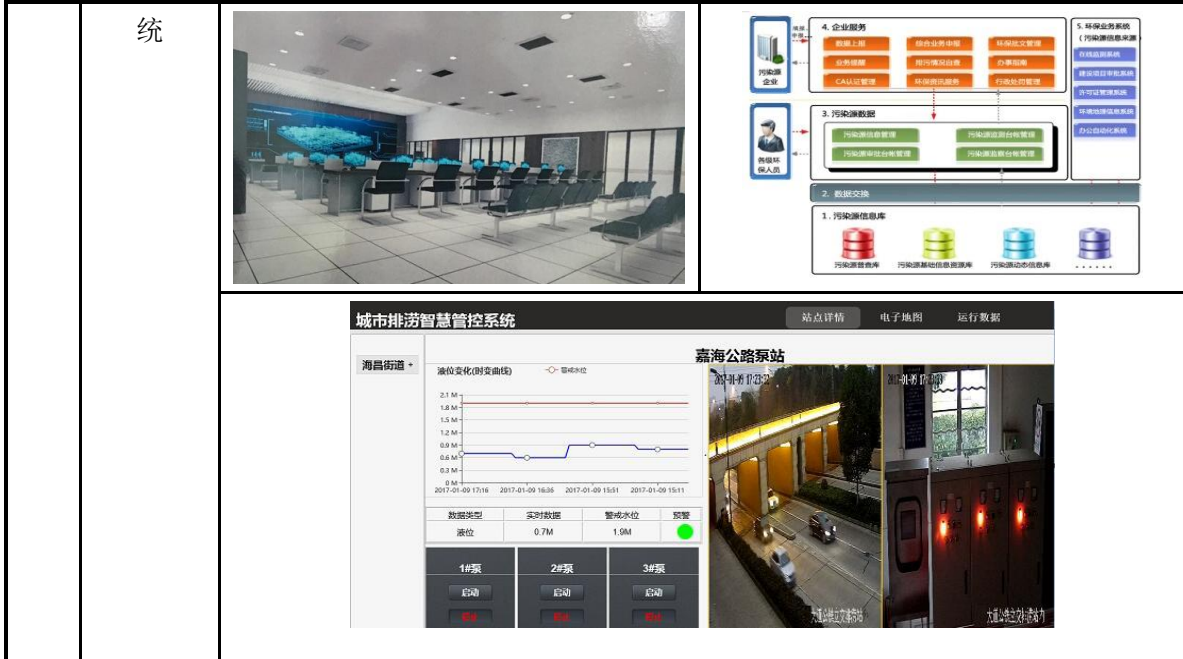 统
4. 企业服务
数据上报
综合业务申报
环保批文管理
业务提醒
排污情况自查
办事指南
CA认证管理
环保资讯服务
行政处罚管理
污染源
企业
5. 环保业务系统
(污染源信息来源)
在线监测系统
建设项目审批系统
许可证管理系统
环境地理信息系统
办公自动化系统
3. 污染源数据
污染源信息管理
污染源监测台帐管理
污染源审批台帐管理
污染源监察台帐管理
各级环
保人员
2. 数据交换
1. 污染源信息库
污染源普查库
污染源基础信息资源库
污染源动态信息库
......
城市排涝智慧管控系统
站点详情
电子地图
运行数据
海昌街道 +
嘉海公路泵站
液位变化(时变曲线)
警戒水位
2.1 M
1.8 M
1.5 M
1.2 M
0.9 M
0.6 M
0.3 M
0 M
2017-01-09 17:16
2017-01-09 16:36
2017-01-09 15:51
2017-01-09 15:11
数据类型
实时数据
警戒水位
预警
液位
0.7M
1.9M
1#泵
2#泵
3#泵
启动
启动
启动
2017-01-09 17:23:22